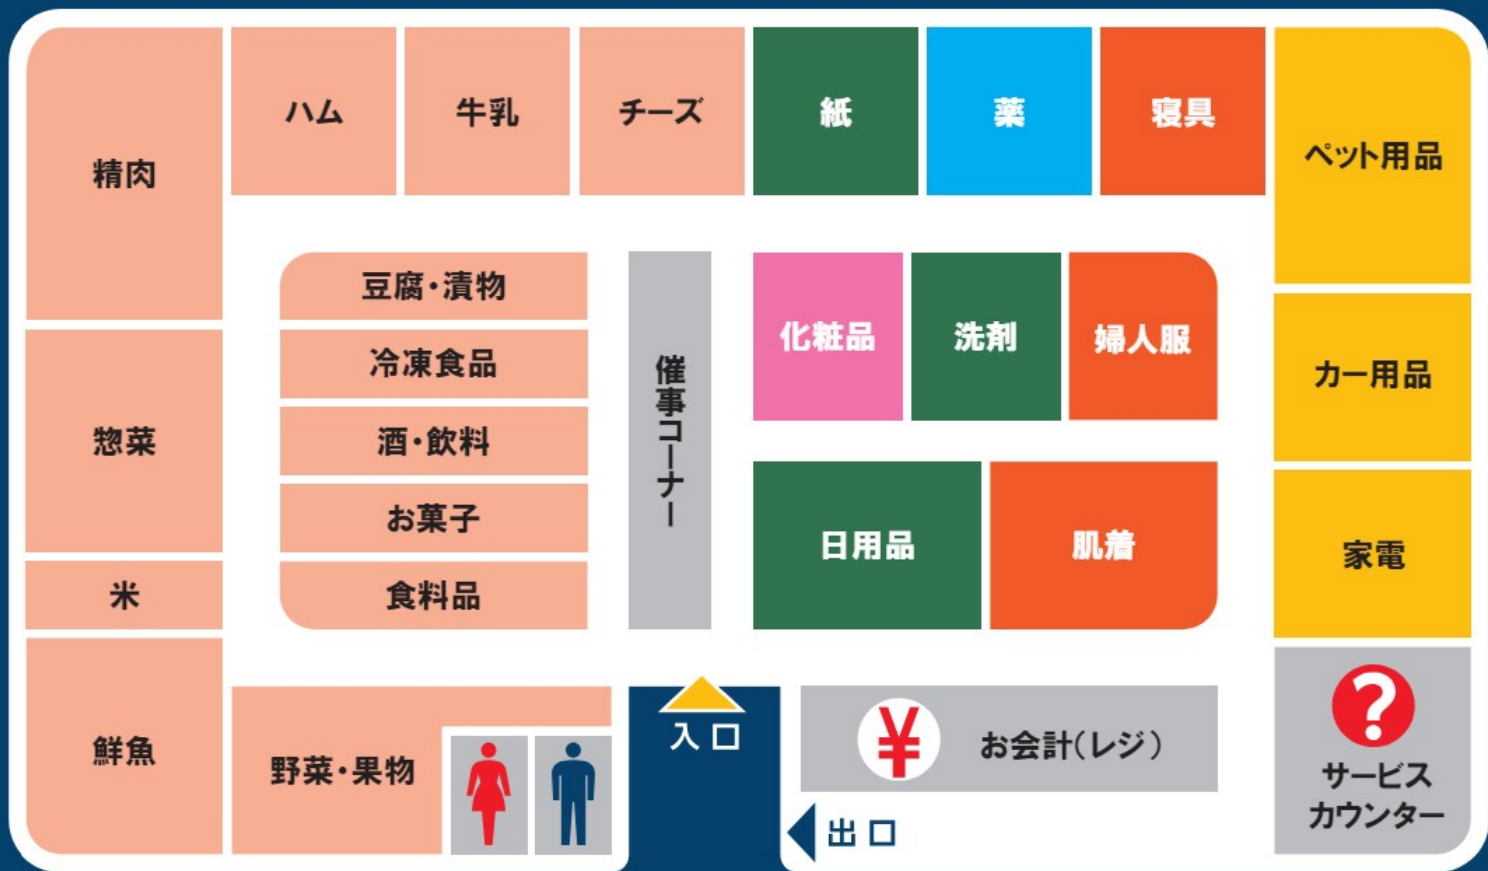 精肉
ハム
牛乳
チーズ
紙
薬
寝具
ペット用品
豆腐・漬物
冷凍食品
酒・飲料
お菓子
食料品
催事コーナー
化粧品
洗剤
婦人服
カー用品
惣菜
日用品
肌着
家電
米
鮮魚
野菜・果物
入口
¥
お会計(レジ)
出口
?
サービス
カウンター